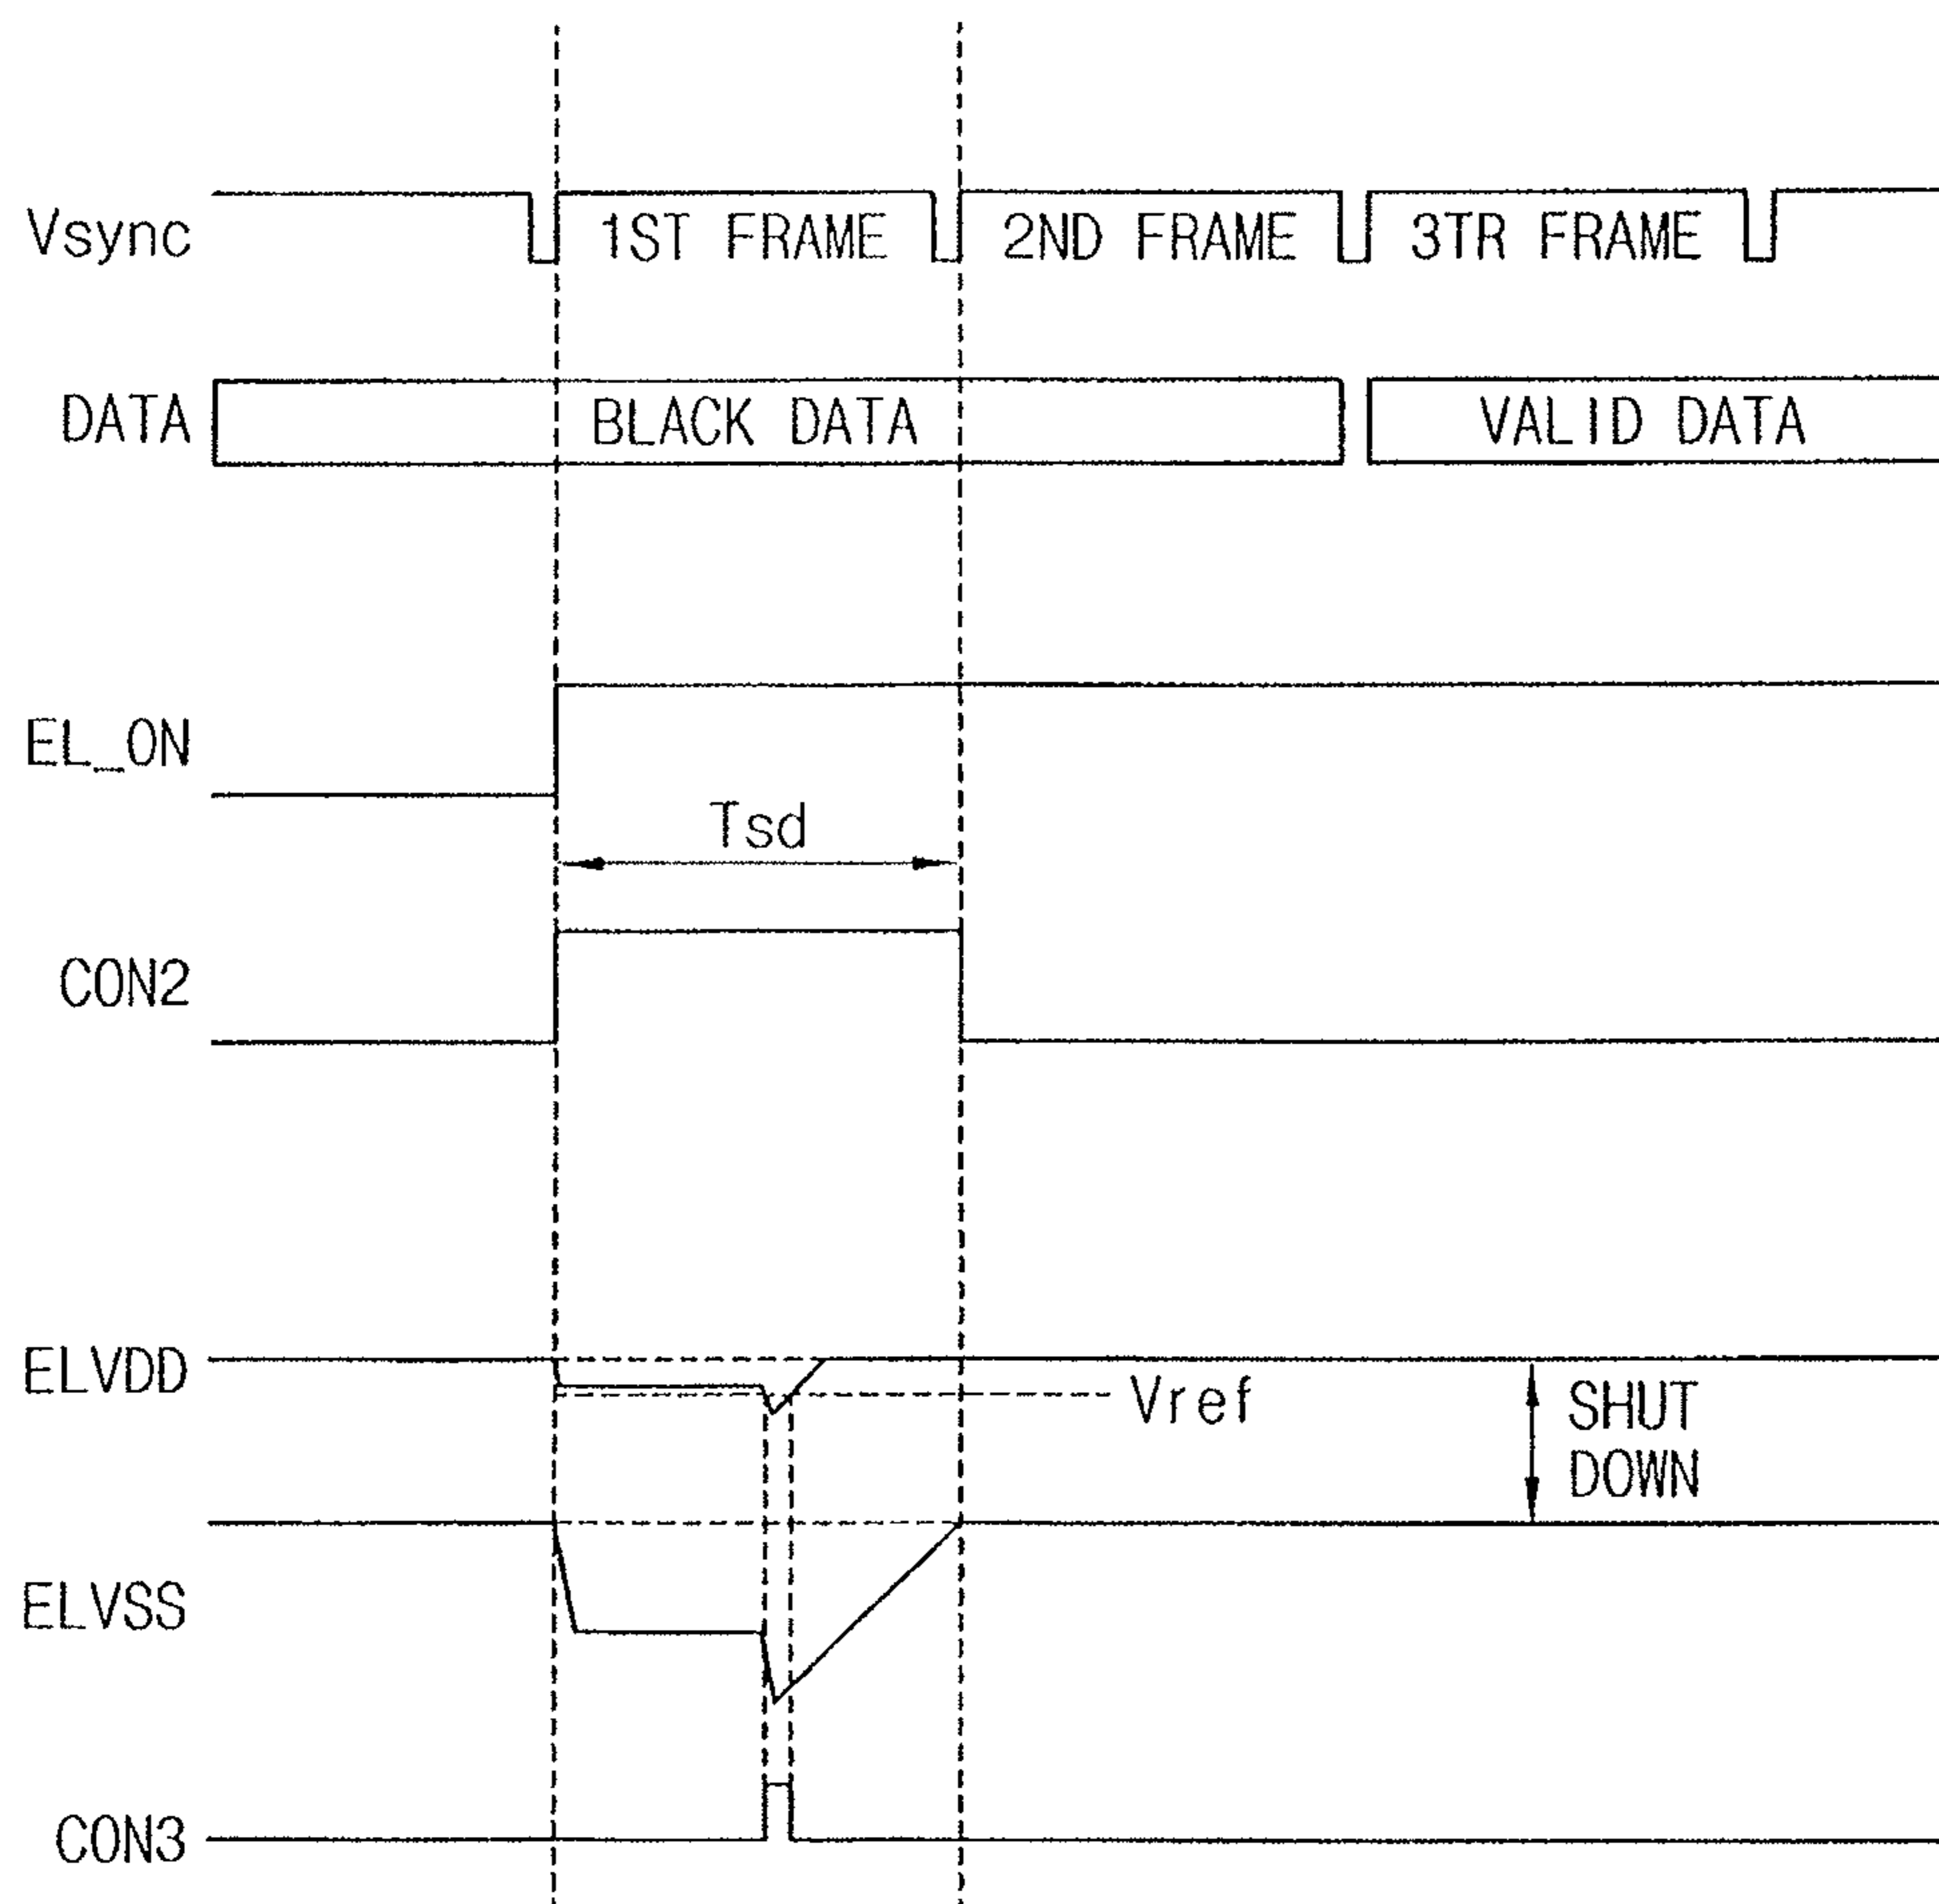 Vsync 1ST FRAME 2ND FRAME 3TR FRAME
DATA BLACK DATA VALID DATA
EL_ON
Tsd
CON2
ELVDD Vref SHUT
DOWN
ELVSS
CON3